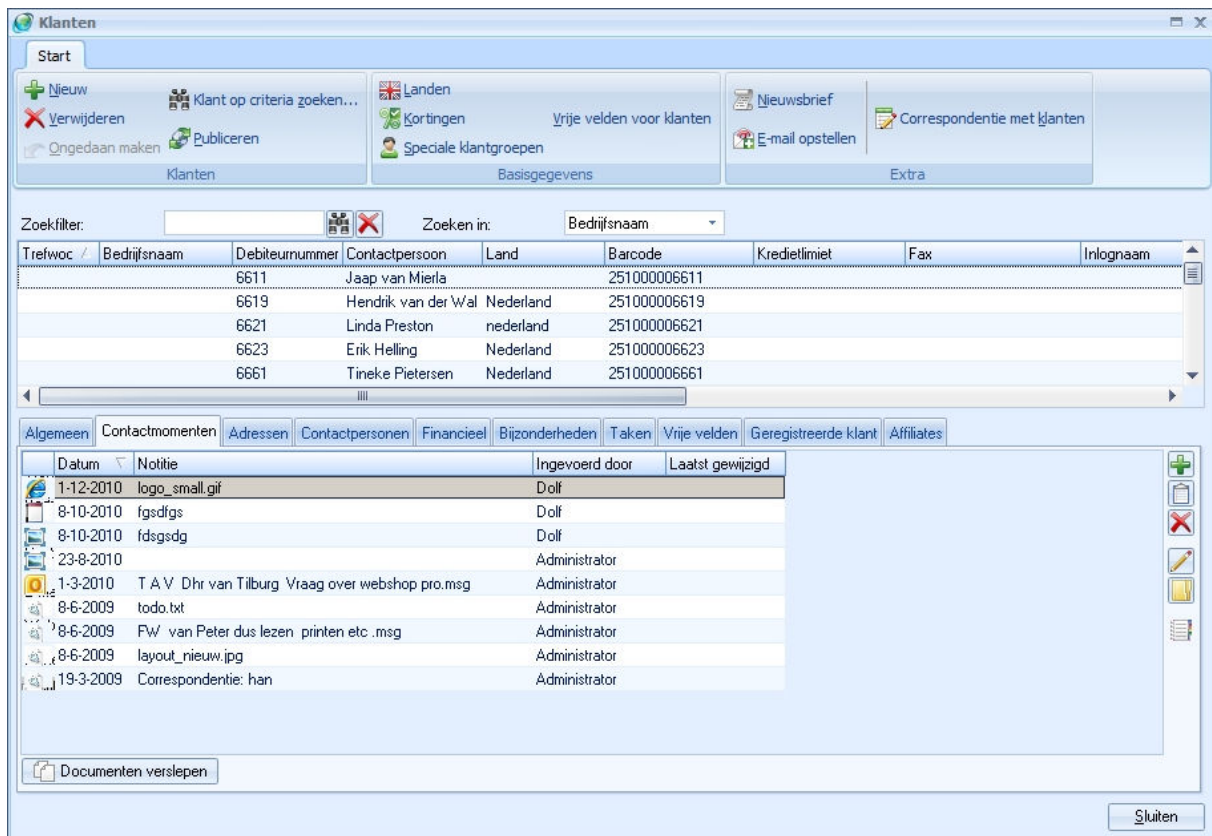 Klanten
Start
Nieuw
Verwijderen
Ongedaan maken
Klant op criteria zoeken...
Publiceren
Klanten
Landen
Kortingen
Speciale klantgroepen
Vrije velden voor klanten
Basisgegevens
Nieuwsbrief
E-mail opstellen
Correspondentie met klanten
Extra
Zoekfilter: Zoeken in: Bedrijfsnaam
Trefwoc Bedrijfsnaam Debiteurnummer Contactpersoon Land Barcode Kredietlimiet Fax Inlognaam
6611 Jaap van Mierla 251000006611
6619 Hendrik van der Wal Nederland 251000006619
6621 Linda Preston nederland 251000006621
6623 Erik Helling Nederland 251000006623
6661 Tineke Pietersen Nederland 251000006661
Algemeen Contactmomenten Adressen Contactpersonen Financieel Bijzonderheden Taken Vrije velden Geregistreerde klant Affiliates
Datum Notitie Ingevoerd door Laatst gewijzigd
1-12-2010 logo_small.gif Dolf
8-10-2010 fgsdfgs Dolf
8-10-2010 fdsgsdg Dolf
23-8-2010 Administrator
1-3-2010 T A V Dhr van Tilburg Vraag over webshop pro.msg Administrator
8-6-2009 todo.txt Administrator
8-6-2009 FW van Peter dus lezen printen etc .msg Administrator
8-6-2009 layout_nieuw.jpg Administrator
19-3-2009 Correspondentie: han Administrator
Documenten verslepen
Sluiten